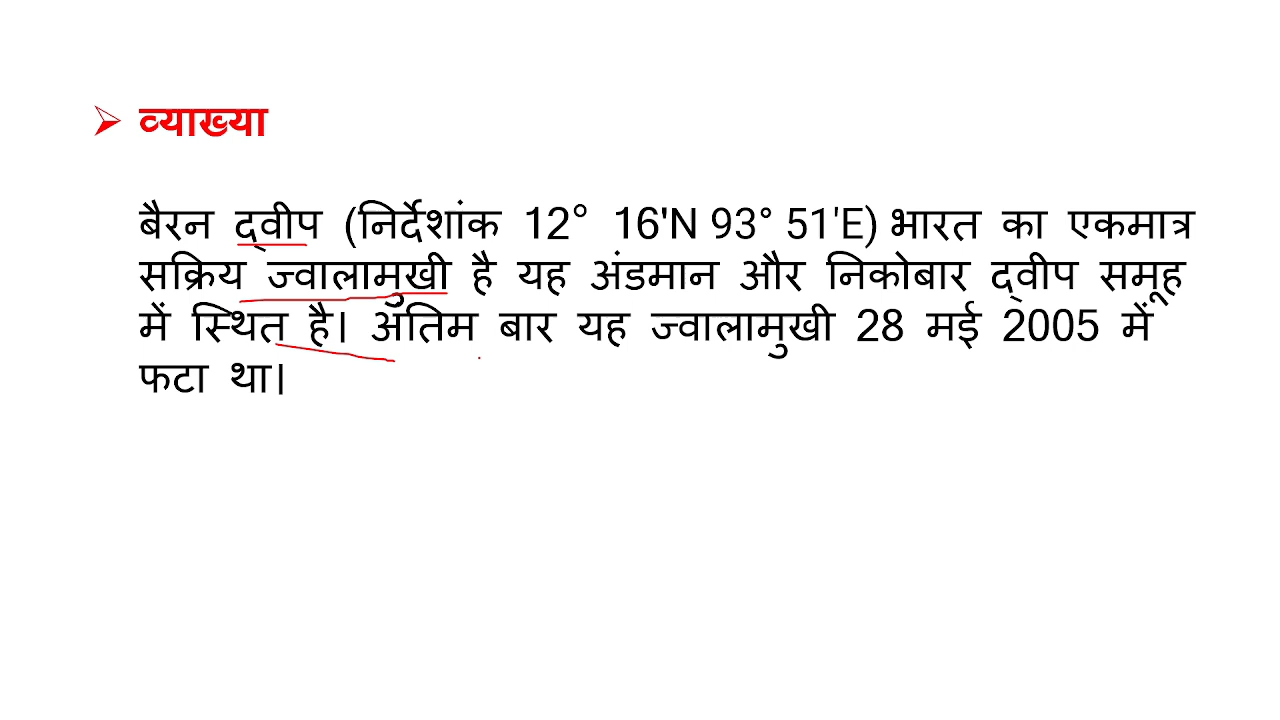 व्याख्या
बैरन द्वीप (निर्देशांक 12° 16'N 93° 51'E) भारत का एकमात्र
सक्रिय ज्वालामुखी है यह अंडमान और निकोबार द्वीप समूह
में स्थित है। अंतिम बार यह ज्वालामुखी 28 मई 2005 में
फटा था।